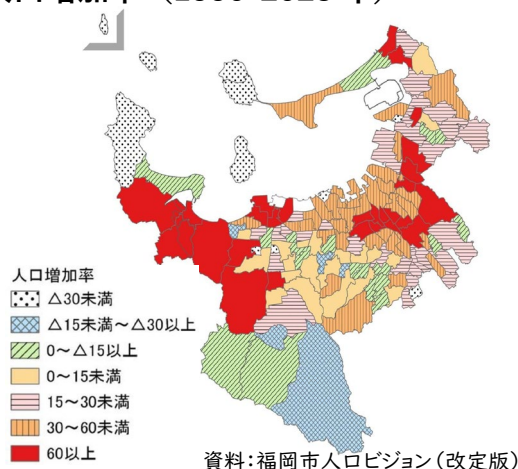 増加率 (2000-2020年)
人口増加率
△30未満
△15未満～△30以上
0～△15以上
0～15未満
15～30未満
30～60未満
60以上
資料：福岡市人口ビジョン（改定版）